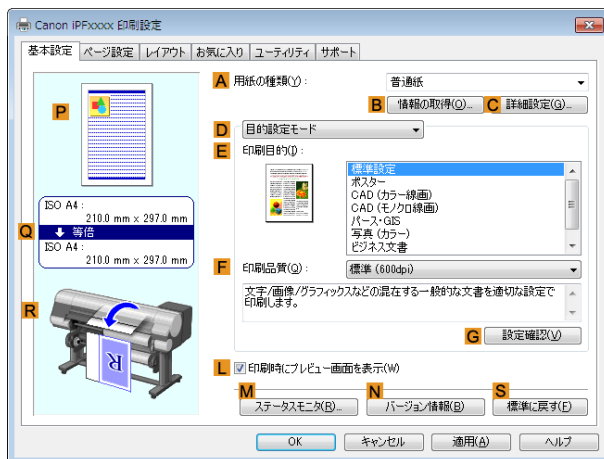 Canon iPFxxxx 印刷設定
基本設定 ページ設定 レイアウト お気に入り ユーティリティ サポート
P
ISO A4 :
210.0 mm x 297.0 mm
等倍
ISO A4 :
210.0 mm x 297.0 mm
Q
R
R
A 用紙の種類(Y) : 普通紙
B 情報の取得(O)... C 詳細設定(G)...
D 目的設定モード
E 印刷目的(I) :
標準設定
ポスター
CAD (カラー線画)
CAD (モノクロ線画)
パース・GIS
写真 (カラー)
ビジネス文書
F 印刷品質(Q) : 標準 (600dpi)
文字/画像/グラフィックスなどの混在する一般的な文書を適切な設定で
印刷します。
G 設定確認(V)
L 印刷時にプレビュー画面を表示(W)
M N S
ステータスモニタ(R)... バージョン情報(B) 標準に戻す(F)
OK キャンセル 適用(A) ヘルプ